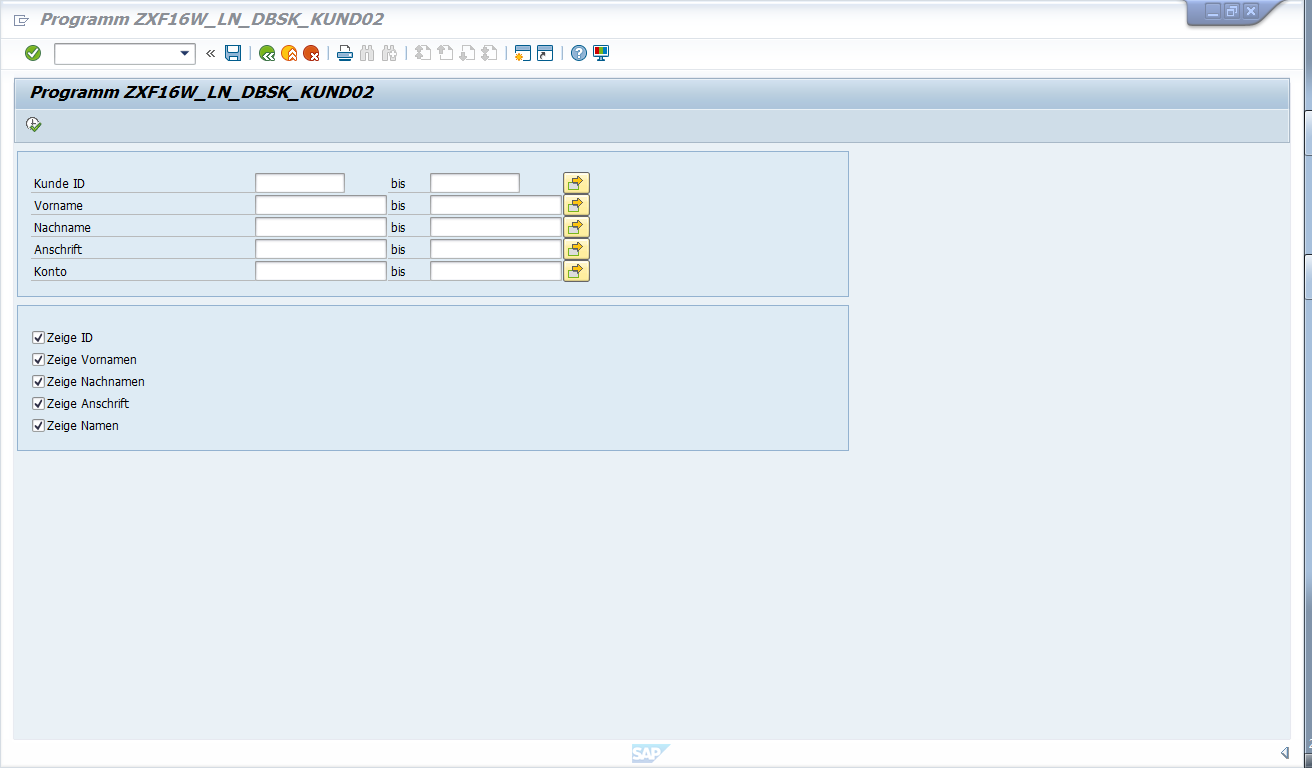 Programm ZXF16W_LN_DBSK_KUND02
Programm ZXF16W_LN_DBSK_KUND02
Kunde ID bis
Vorname bis
Nachname bis
Anschrift bis
Konto bis
Zeige ID
Zeige Vornamen
Zeige Nachnamen
Zeige Anschrift
Zeige Namen
SAP